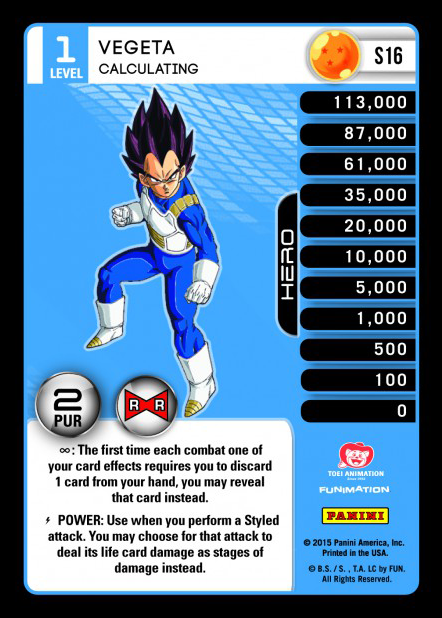 1
LEVEL
VEGETA
CALCULATING
S16
113,000
87,000
61,000
35,000
20,000
10,000
5,000
1,000
500
100
0
HERO
2
PUR
R R
∞: The first time each combat one of
your card effects requires you to discard
1 card from your hand, you may reveal
that card instead.
⚡ POWER: Use when you perform a Styled
attack. You may choose for that attack to
deal its life card damage as stages of
damage instead.
TOEI ANIMATION
Since 1956
FUNIMATION
PANINI
© 2015 Panini America, Inc.
Printed in the USA.
© B.S. / S. , T.A. LC by FUN.
All Rights Reserved.